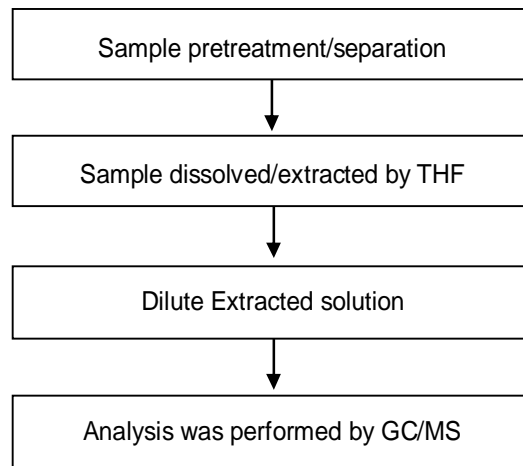 Sample pretreatment/separation
Sample dissolved/extracted by THF
Dilute Extracted solution
Analysis was performed by GC/MS